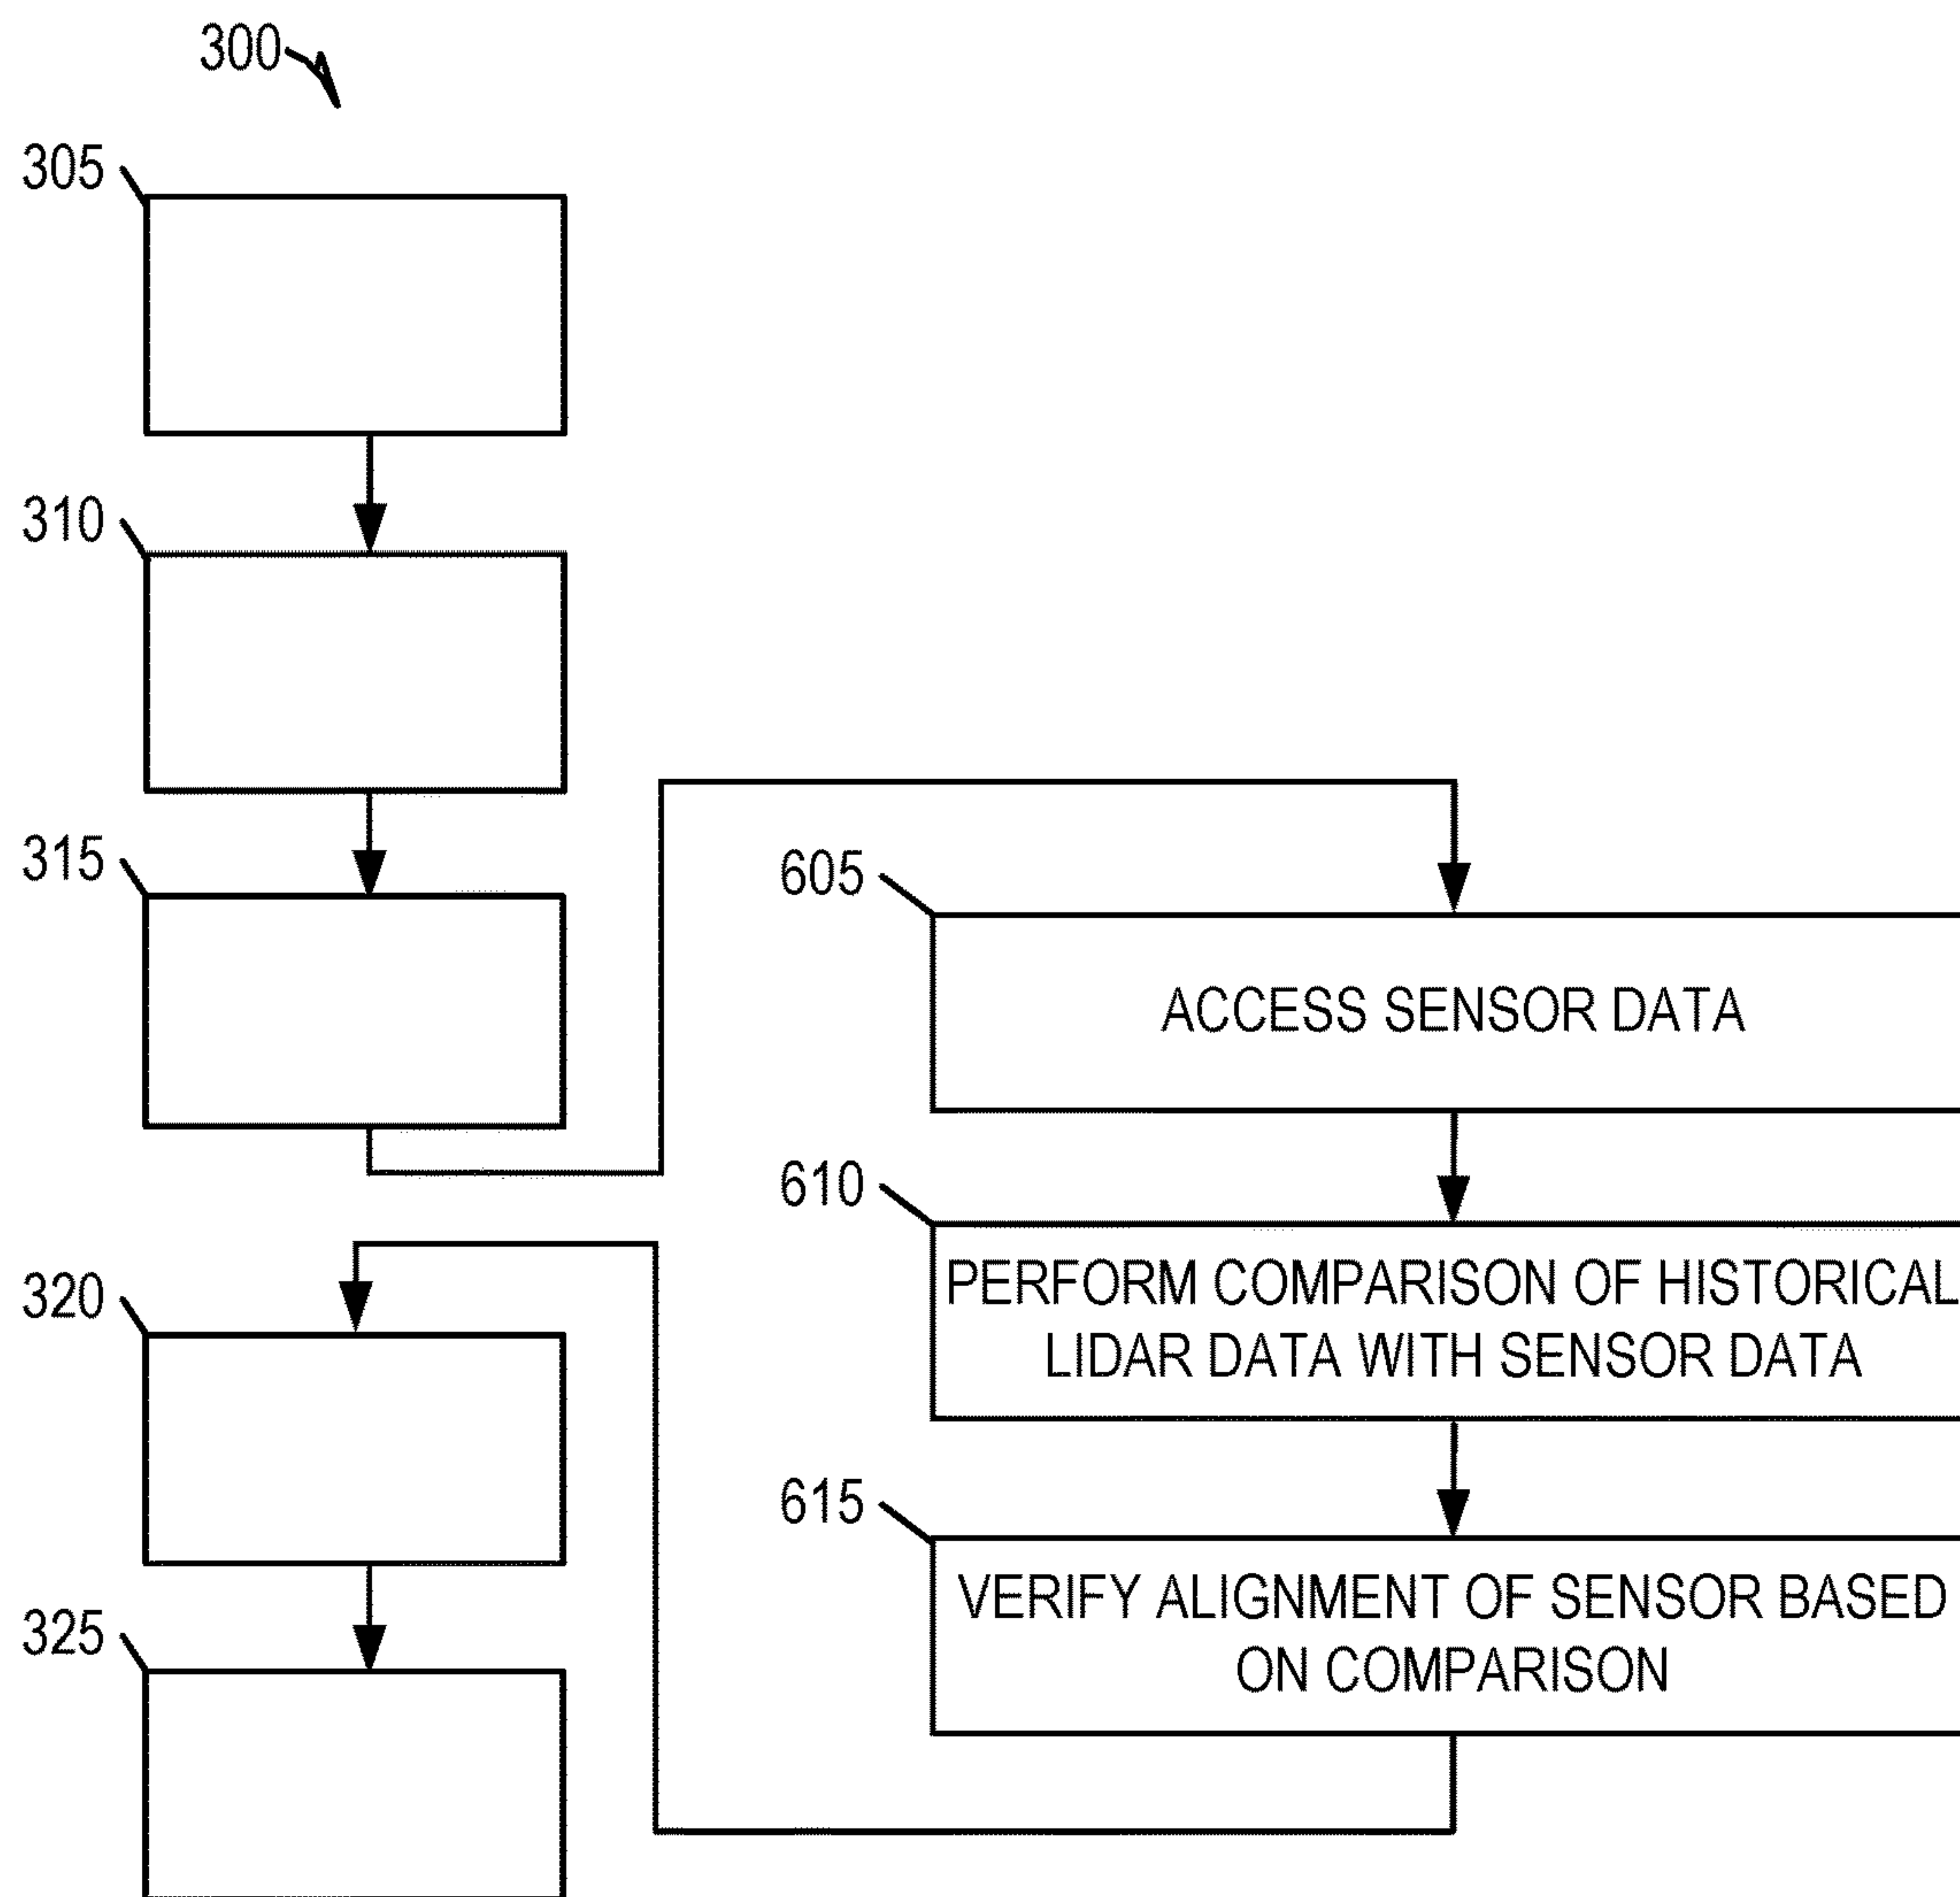 300
305
310
315
605
ACCESS SENSOR DATA
610
PERFORM COMPARISON OF HISTORICAL
LIDAR DATA WITH SENSOR DATA
320
615
VERIFY ALIGNMENT OF SENSOR BASED
ON COMPARISON
325